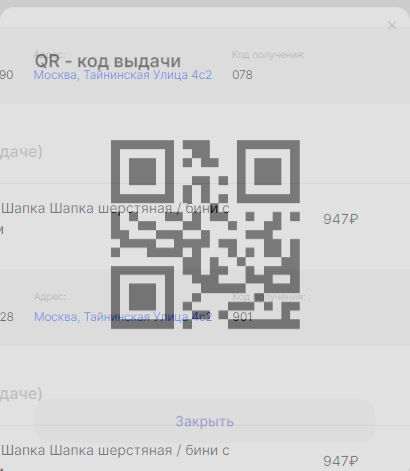 ×
Адрес:
Код получения:
QR - код выдачи
90
Москва, Тайнинская Улица 4с2
078
даче)
Шапка Шапка шерстяная / бини с
947₽
м
Адрес:
Код получения:
28
Москва, Тайнинская Улица 4с2
901
даче)
Закрыть
Шапка Шапка шерстяная / бини с
947₽